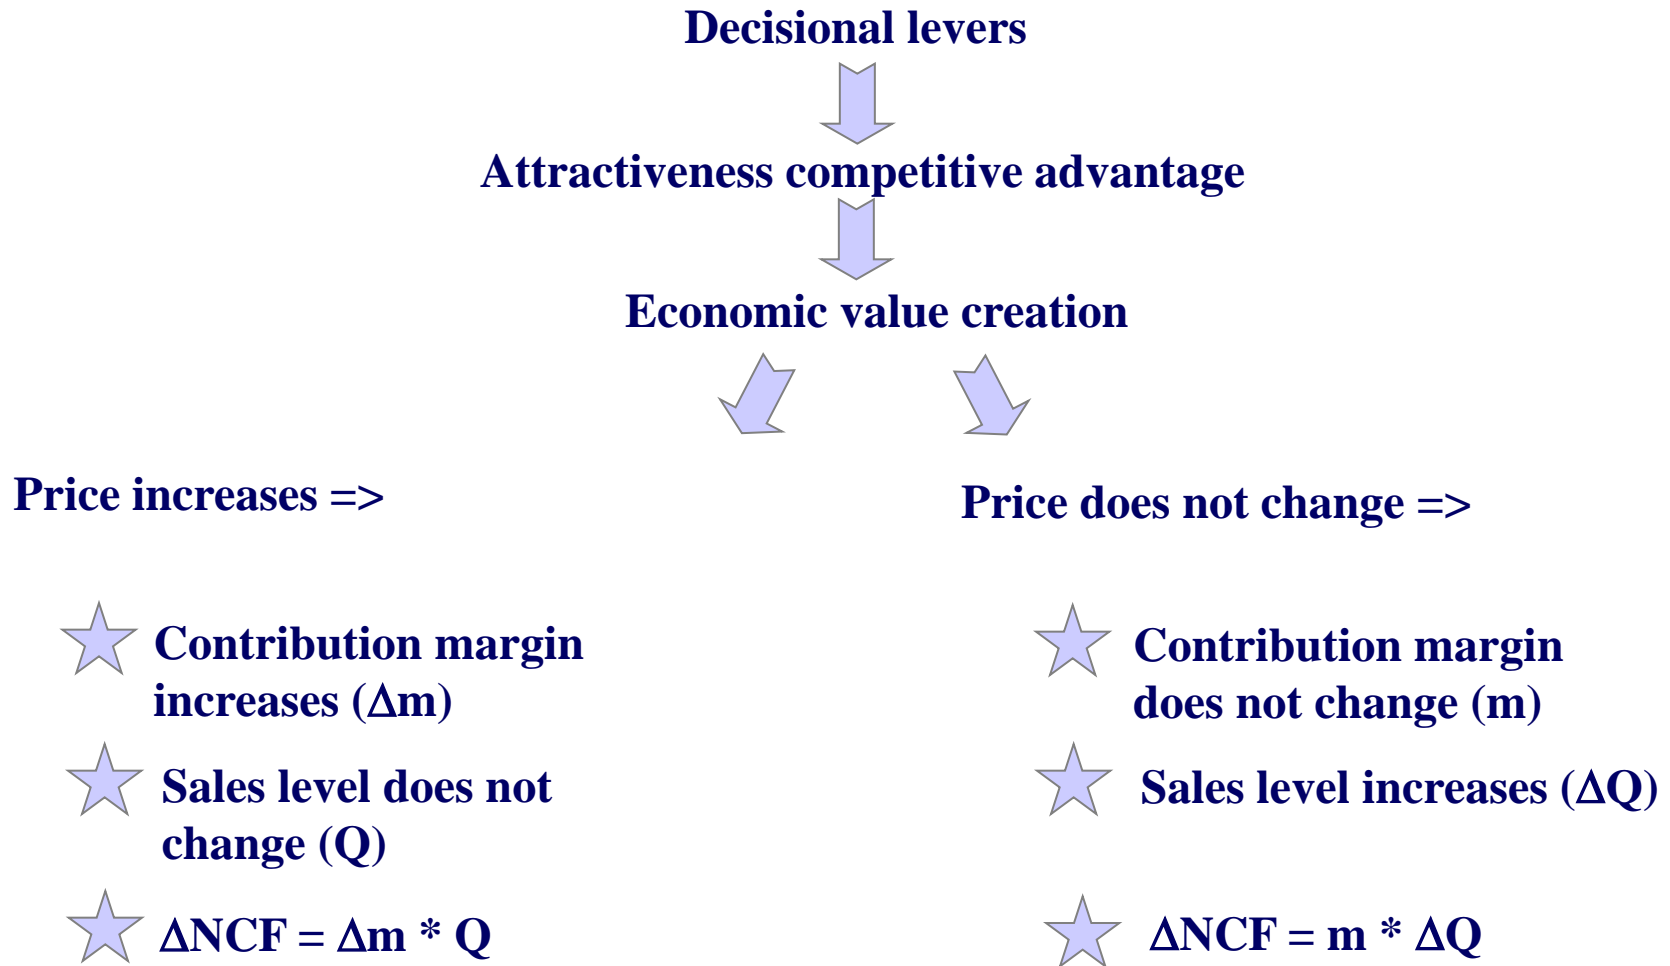 Decisional levers
Attractiveness competitive advantage
Economic value creation
Price increases =>
Contribution margin
increases (Δm)
Sales level does not
change (Q)
ΔNCF = Δm * Q
Price does not change =>
Contribution margin
does not change (m)
Sales level increases (ΔQ)
ΔNCF = m * ΔQ